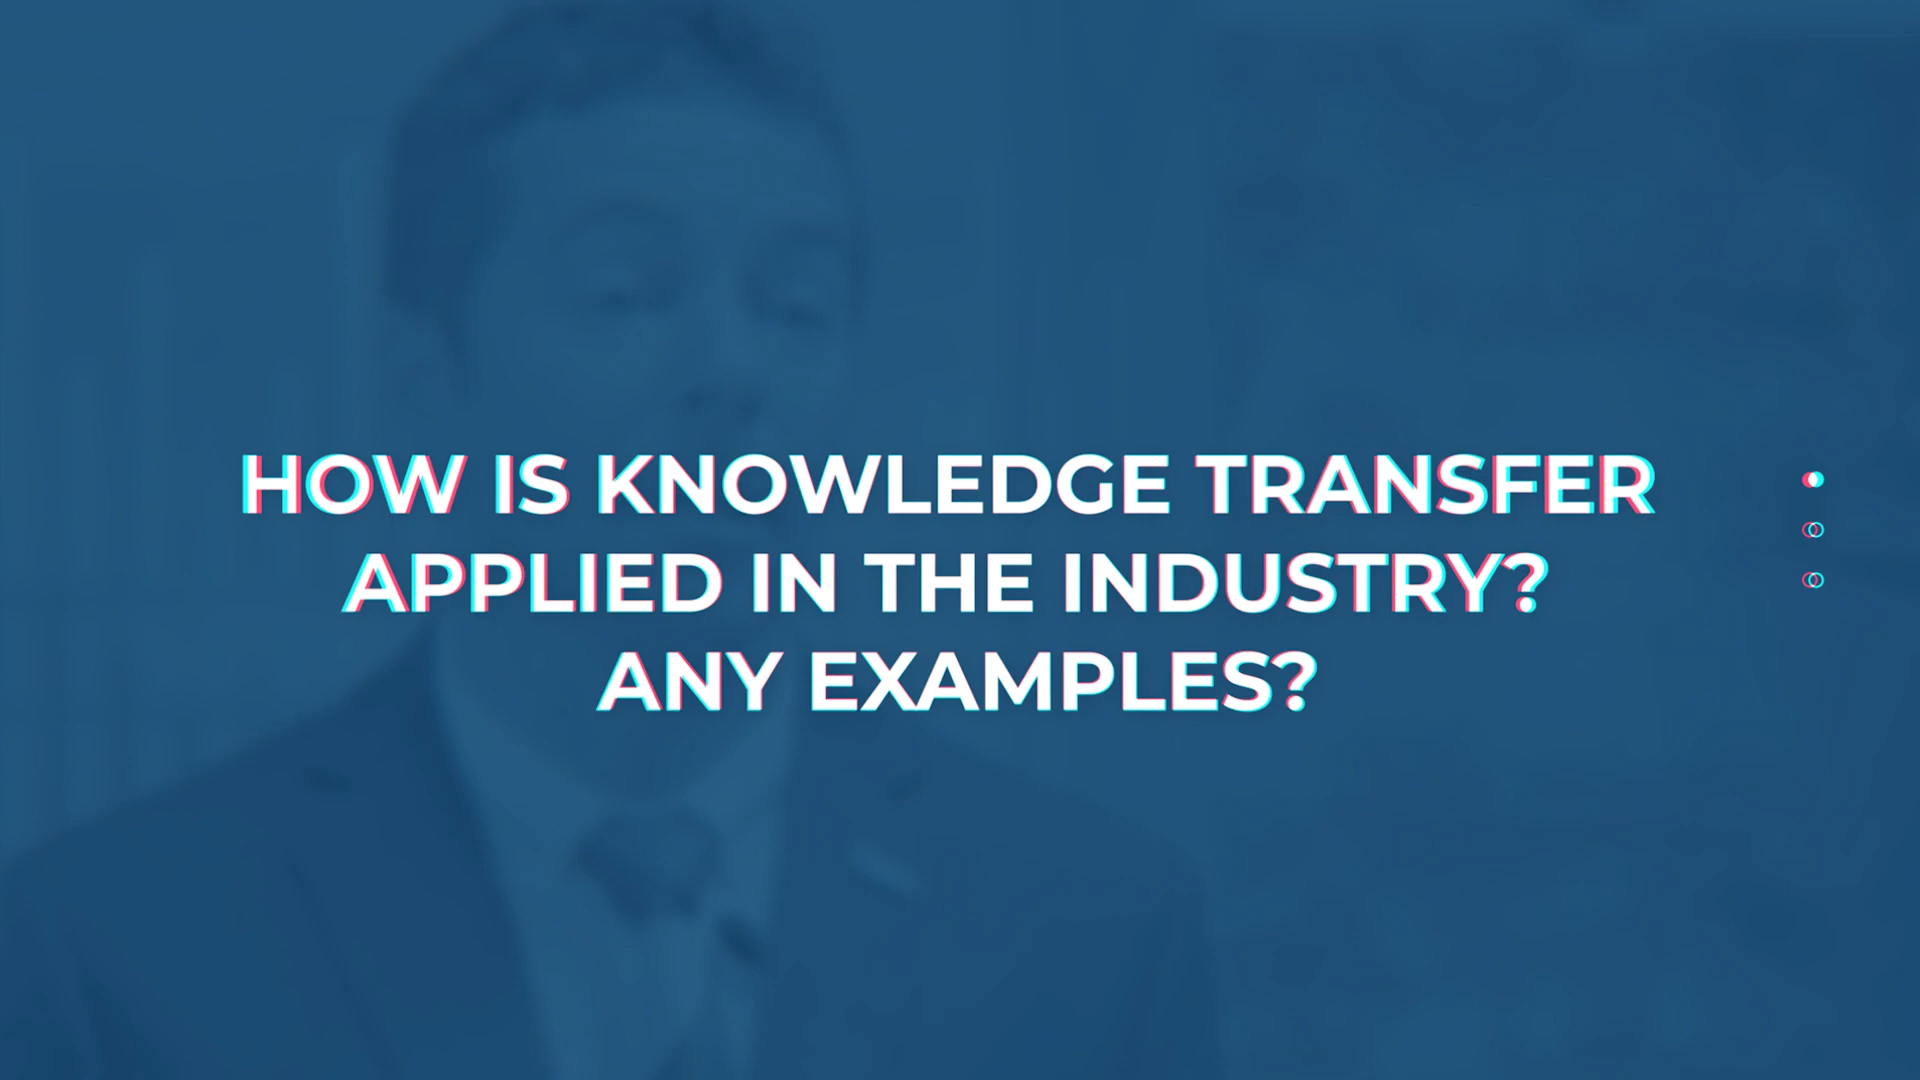 HOW IS KNOWLEDGE TRANSFER
APPLIED IN THE INDUSTRY?
ANY EXAMPLES?